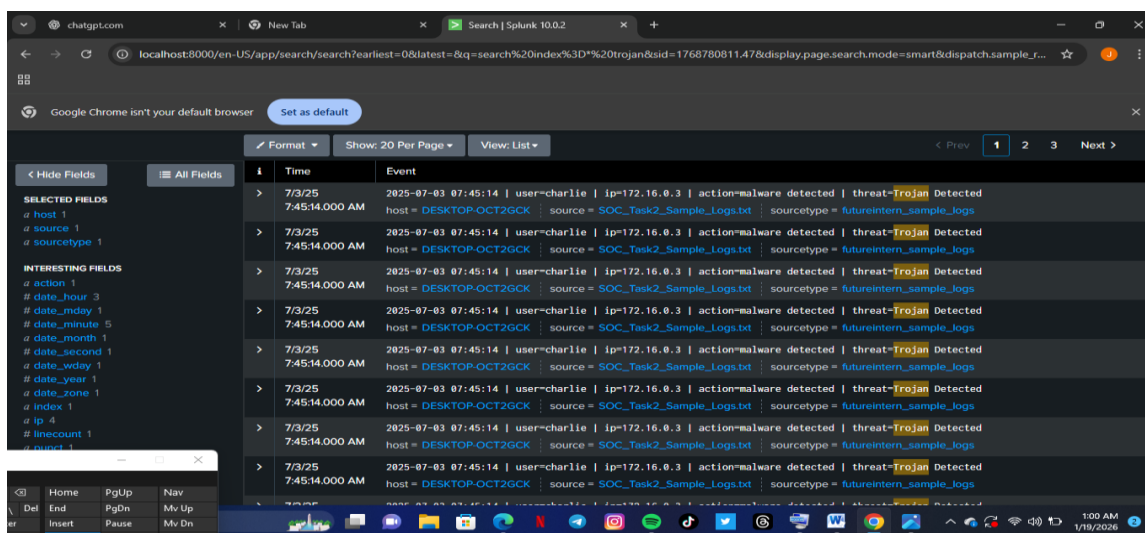 chatgpt.com
New Tab
Search | Splunk 10.0.2
localhost:8000/en-US/app/search/search?earliest=0&latest=&q=search%20index%3D*%20trojan&sid=1768780811.47&display.page.search.mode=smart&dispatch.sample_r...
J
Google Chrome isn't your default browser
Set as default
Format
Show: 20 Per Page
View: List
< Prev 1 2 3 Next >
< Hide Fields
All Fields
i Time Event
SELECTED FIELDS
a host 1
a source 1
a sourcetype 1
INTERESTING FIELDS
a action 1
# date_hour 3
# date_mday 1
# date_minute 5
a date_month 1
# date_second 1
a date_wday 1
# date_year 1
a date_zone 1
a index 1
a ip 4
# linecount 1
a punct 1
> 7/3/25 2025-07-03 07:45:14 | user=charlie | ip=172.16.0.3 | action=malware detected | threat=Trojan Detected
7:45:14.000 AM host = DESKTOP-OCT2GCK source = SOC_Task2_Sample_Logs.txt sourcetype = futureintern_sample_logs
> 7/3/25 2025-07-03 07:45:14 | user=charlie | ip=172.16.0.3 | action=malware detected | threat=Trojan Detected
7:45:14.000 AM host = DESKTOP-OCT2GCK source = SOC_Task2_Sample_Logs.txt sourcetype = futureintern_sample_logs
> 7/3/25 2025-07-03 07:45:14 | user=charlie | ip=172.16.0.3 | action=malware detected | threat=Trojan Detected
7:45:14.000 AM host = DESKTOP-OCT2GCK source = SOC_Task2_Sample_Logs.txt sourcetype = futureintern_sample_logs
> 7/3/25 2025-07-03 07:45:14 | user=charlie | ip=172.16.0.3 | action=malware detected | threat=Trojan Detected
7:45:14.000 AM host = DESKTOP-OCT2GCK source = SOC_Task2_Sample_Logs.txt sourcetype = futureintern_sample_logs
> 7/3/25 2025-07-03 07:45:14 | user=charlie | ip=172.16.0.3 | action=malware detected | threat=Trojan Detected
7:45:14.000 AM host = DESKTOP-OCT2GCK source = SOC_Task2_Sample_Logs.txt sourcetype = futureintern_sample_logs
> 7/3/25 2025-07-03 07:45:14 | user=charlie | ip=172.16.0.3 | action=malware detected | threat=Trojan Detected
7:45:14.000 AM host = DESKTOP-OCT2GCK source = SOC_Task2_Sample_Logs.txt sourcetype = futureintern_sample_logs
> 7/3/25 2025-07-03 07:45:14 | user=charlie | ip=172.16.0.3 | action=malware detected | threat=Trojan Detected
7:45:14.000 AM host = DESKTOP-OCT2GCK source = SOC_Task2_Sample_Logs.txt sourcetype = futureintern_sample_logs
> 7/3/25 2025-07-03 07:45:14 | user=charlie | ip=172.16.0.3 | action=malware detected | threat=Trojan Detected
7:45:14.000 AM host = DESKTOP-OCT2GCK source = SOC_Task2_Sample_Logs.txt sourcetype = futureintern_sample_logs
Home PgUp Nav
\ Del End PgDn Mv Up
er Insert Pause Mv Dn
1:00 AM
1/19/2026